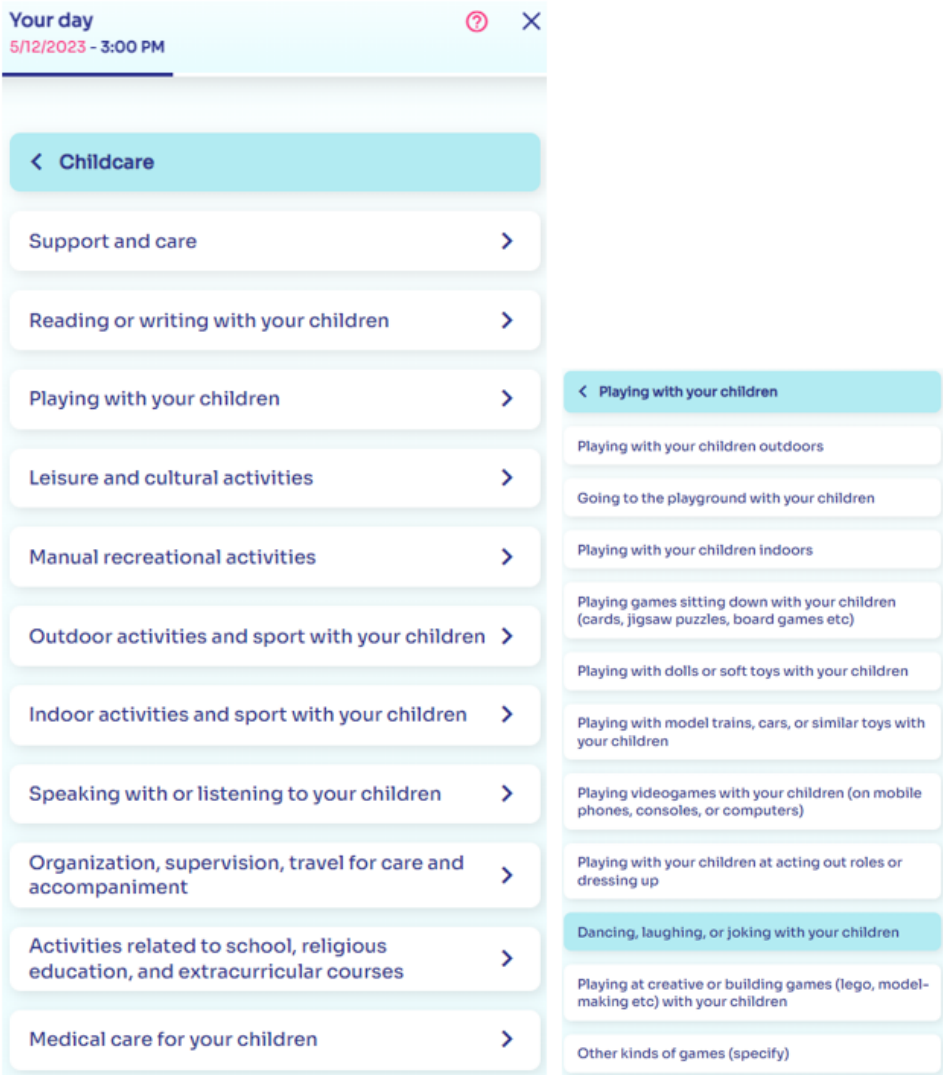 Your day
5/12/2023 - 3:00 PM
Childcare
Support and care
Reading or writing with your children
Playing with your children
Leisure and cultural activities
Manual recreational activities
Outdoor activities and sport with your children
Indoor activities and sport with your children
Speaking with or listening to your children
Organization, supervision, travel for care and
accompaniment
Activities related to school, religious
education, and extracurricular courses
Medical care for your children
Playing with your children
Playing with your children outdoors
Going to the playground with your children
Playing with your children indoors
Playing games sitting down with your children
(cards, jigsaw puzzles, board games etc)
Playing with dolls or soft toys with your children
Playing with model trains, cars, or similar toys with
your children
Playing videogames with your children (on mobile
phones, consoles, or computers)
Playing with your children at acting out roles or
dressing up
Dancing, laughing, or joking with your children
Playing at creative or building games (lego, model-
making etc) with your children
Other kinds of games (specify)